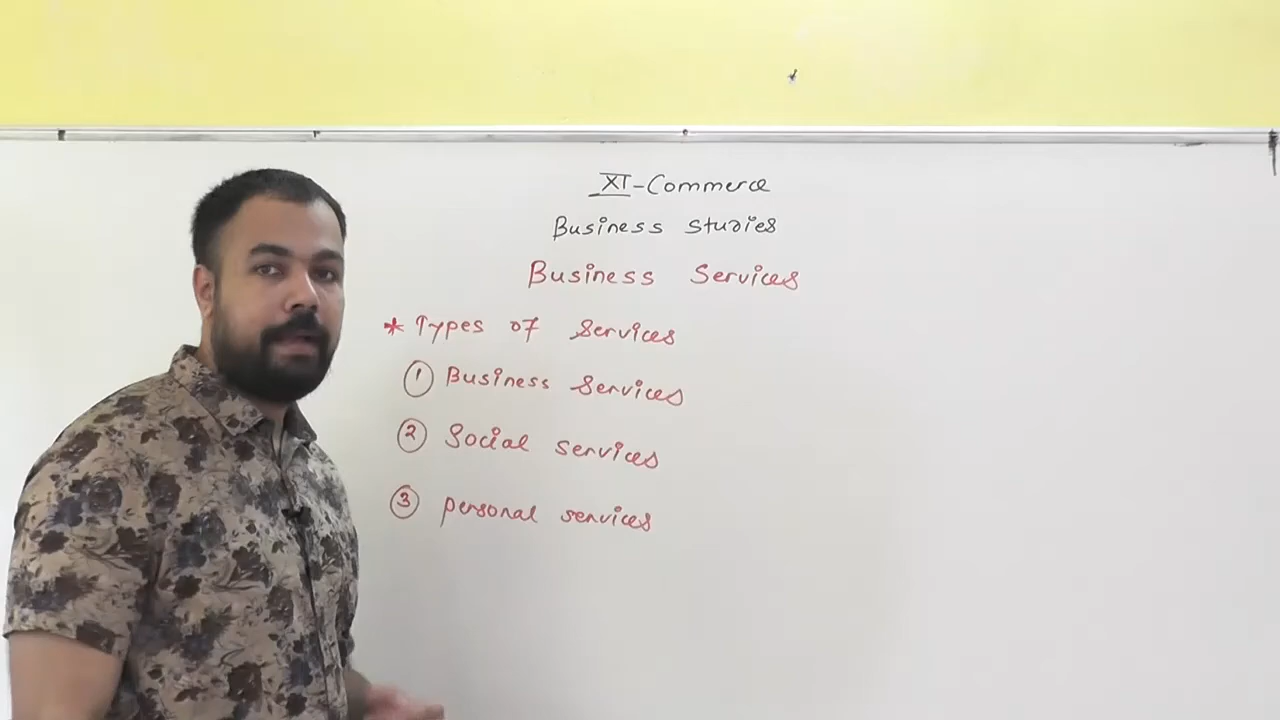 XI-Commerce
Business Studies
Business Services
* Types of Services
① Business Services
② Social services
③ personal services